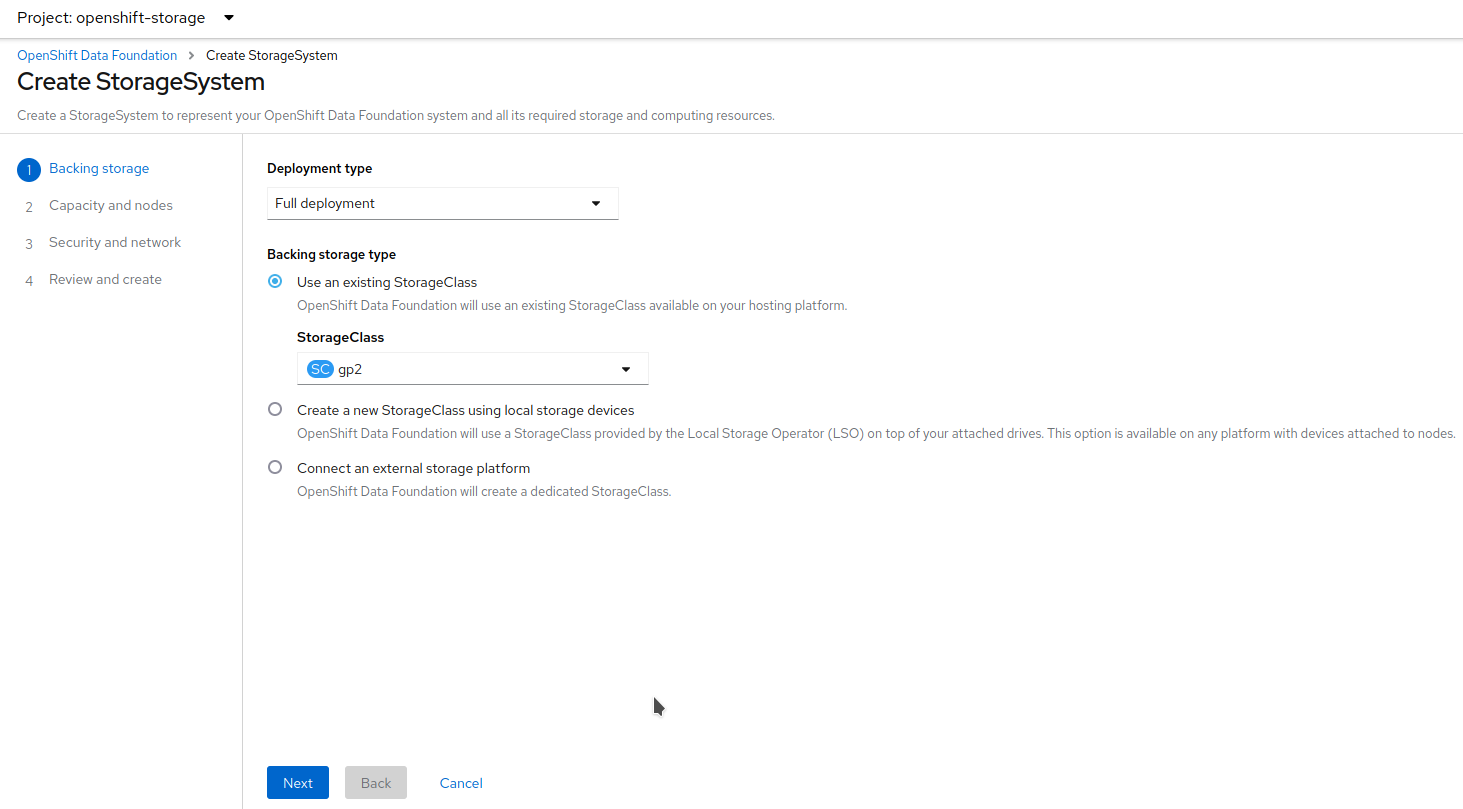 Project: openshift-storage
OpenShift Data Foundation > Create StorageSystem
Create StorageSystem
Create a StorageSystem to represent your OpenShift Data Foundation system and all its required storage and computing resources.
1 Backing storage
2 Capacity and nodes
3 Security and network
4 Review and create
Deployment type
Full deployment
Backing storage type
Use an existing StorageClass
OpenShift Data Foundation will use an existing StorageClass available on your hosting platform.
StorageClass
SC gp2
Create a new StorageClass using local storage devices
OpenShift Data Foundation will use a StorageClass provided by the Local Storage Operator (LSO) on top of your attached drives. This option is available on any platform with devices attached to nodes.
Connect an external storage platform
OpenShift Data Foundation will create a dedicated StorageClass.
Next Back Cancel